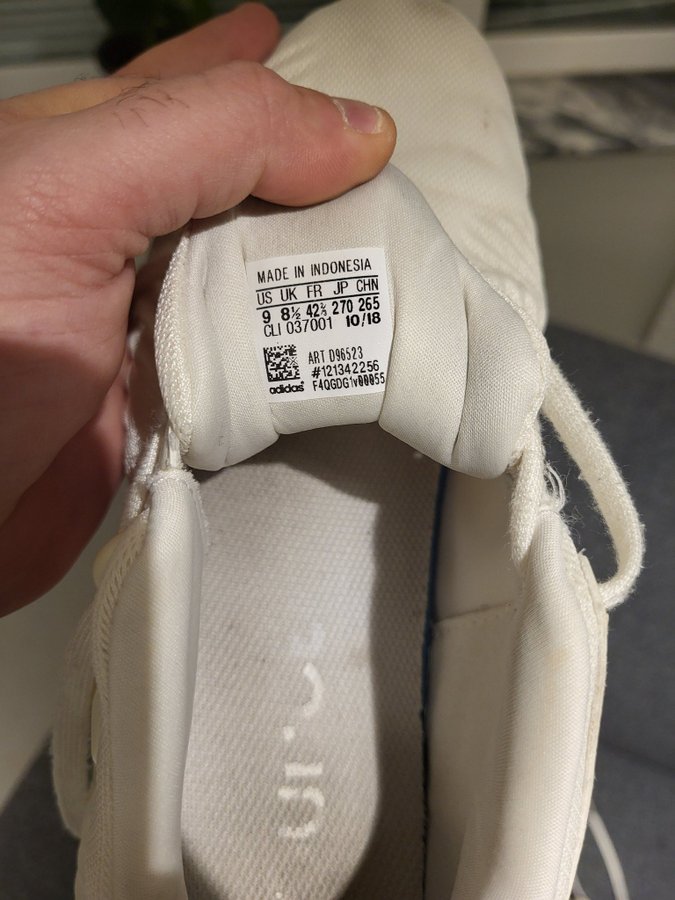 MADE IN INDONESIA
US UK FR JP CHN
9 8½ 42⅔ 270 265
CLI 037001 10/18
ART D96523
#121342256
adidas F4QGDG1v00055